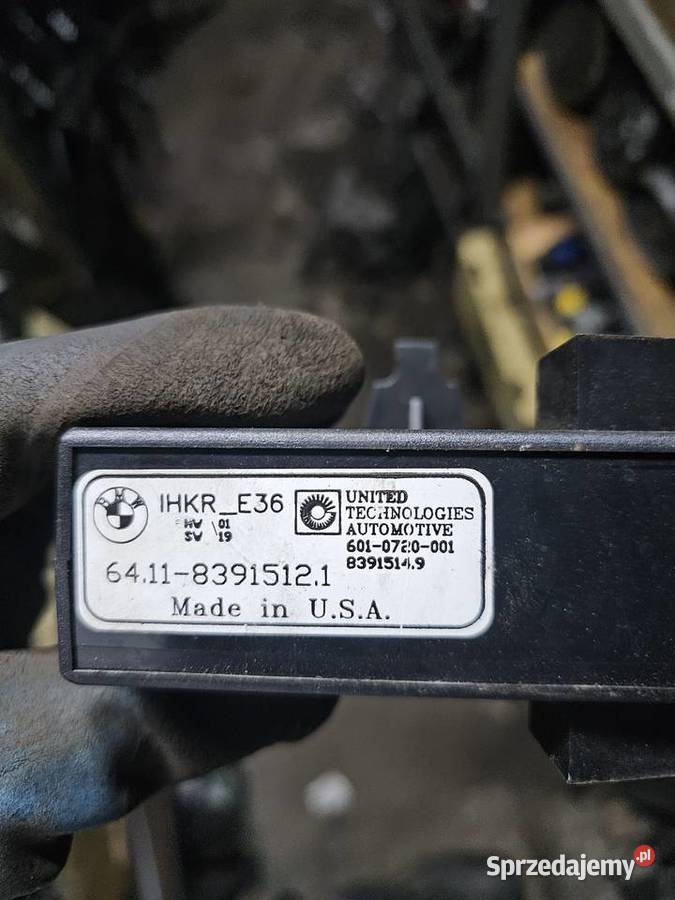 BMW
IHKR_E36
HW 01
SW 19
64.11-8391512.1
Made in U.S.A.
UNITED
TECHNOLOGIES
AUTOMOTIVE
601-0720-001
8391514.9
Sprzedajemy.pl